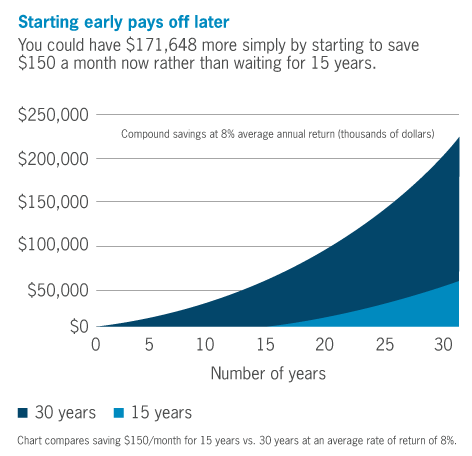 Starting early pays off later
You could have $171,648 more simply by starting to save
$150 a month now rather than waiting for 15 years.
$250,000
Compound savings at 8% average annual return (thousands of dollars)
$200,000
$150,000
$100,000
$50,000
$0
0 5 10 15 20 25 30
Number of years
30 years 15 years
Chart compares saving $150/month for 15 years vs. 30 years at an average rate of return of 8%.